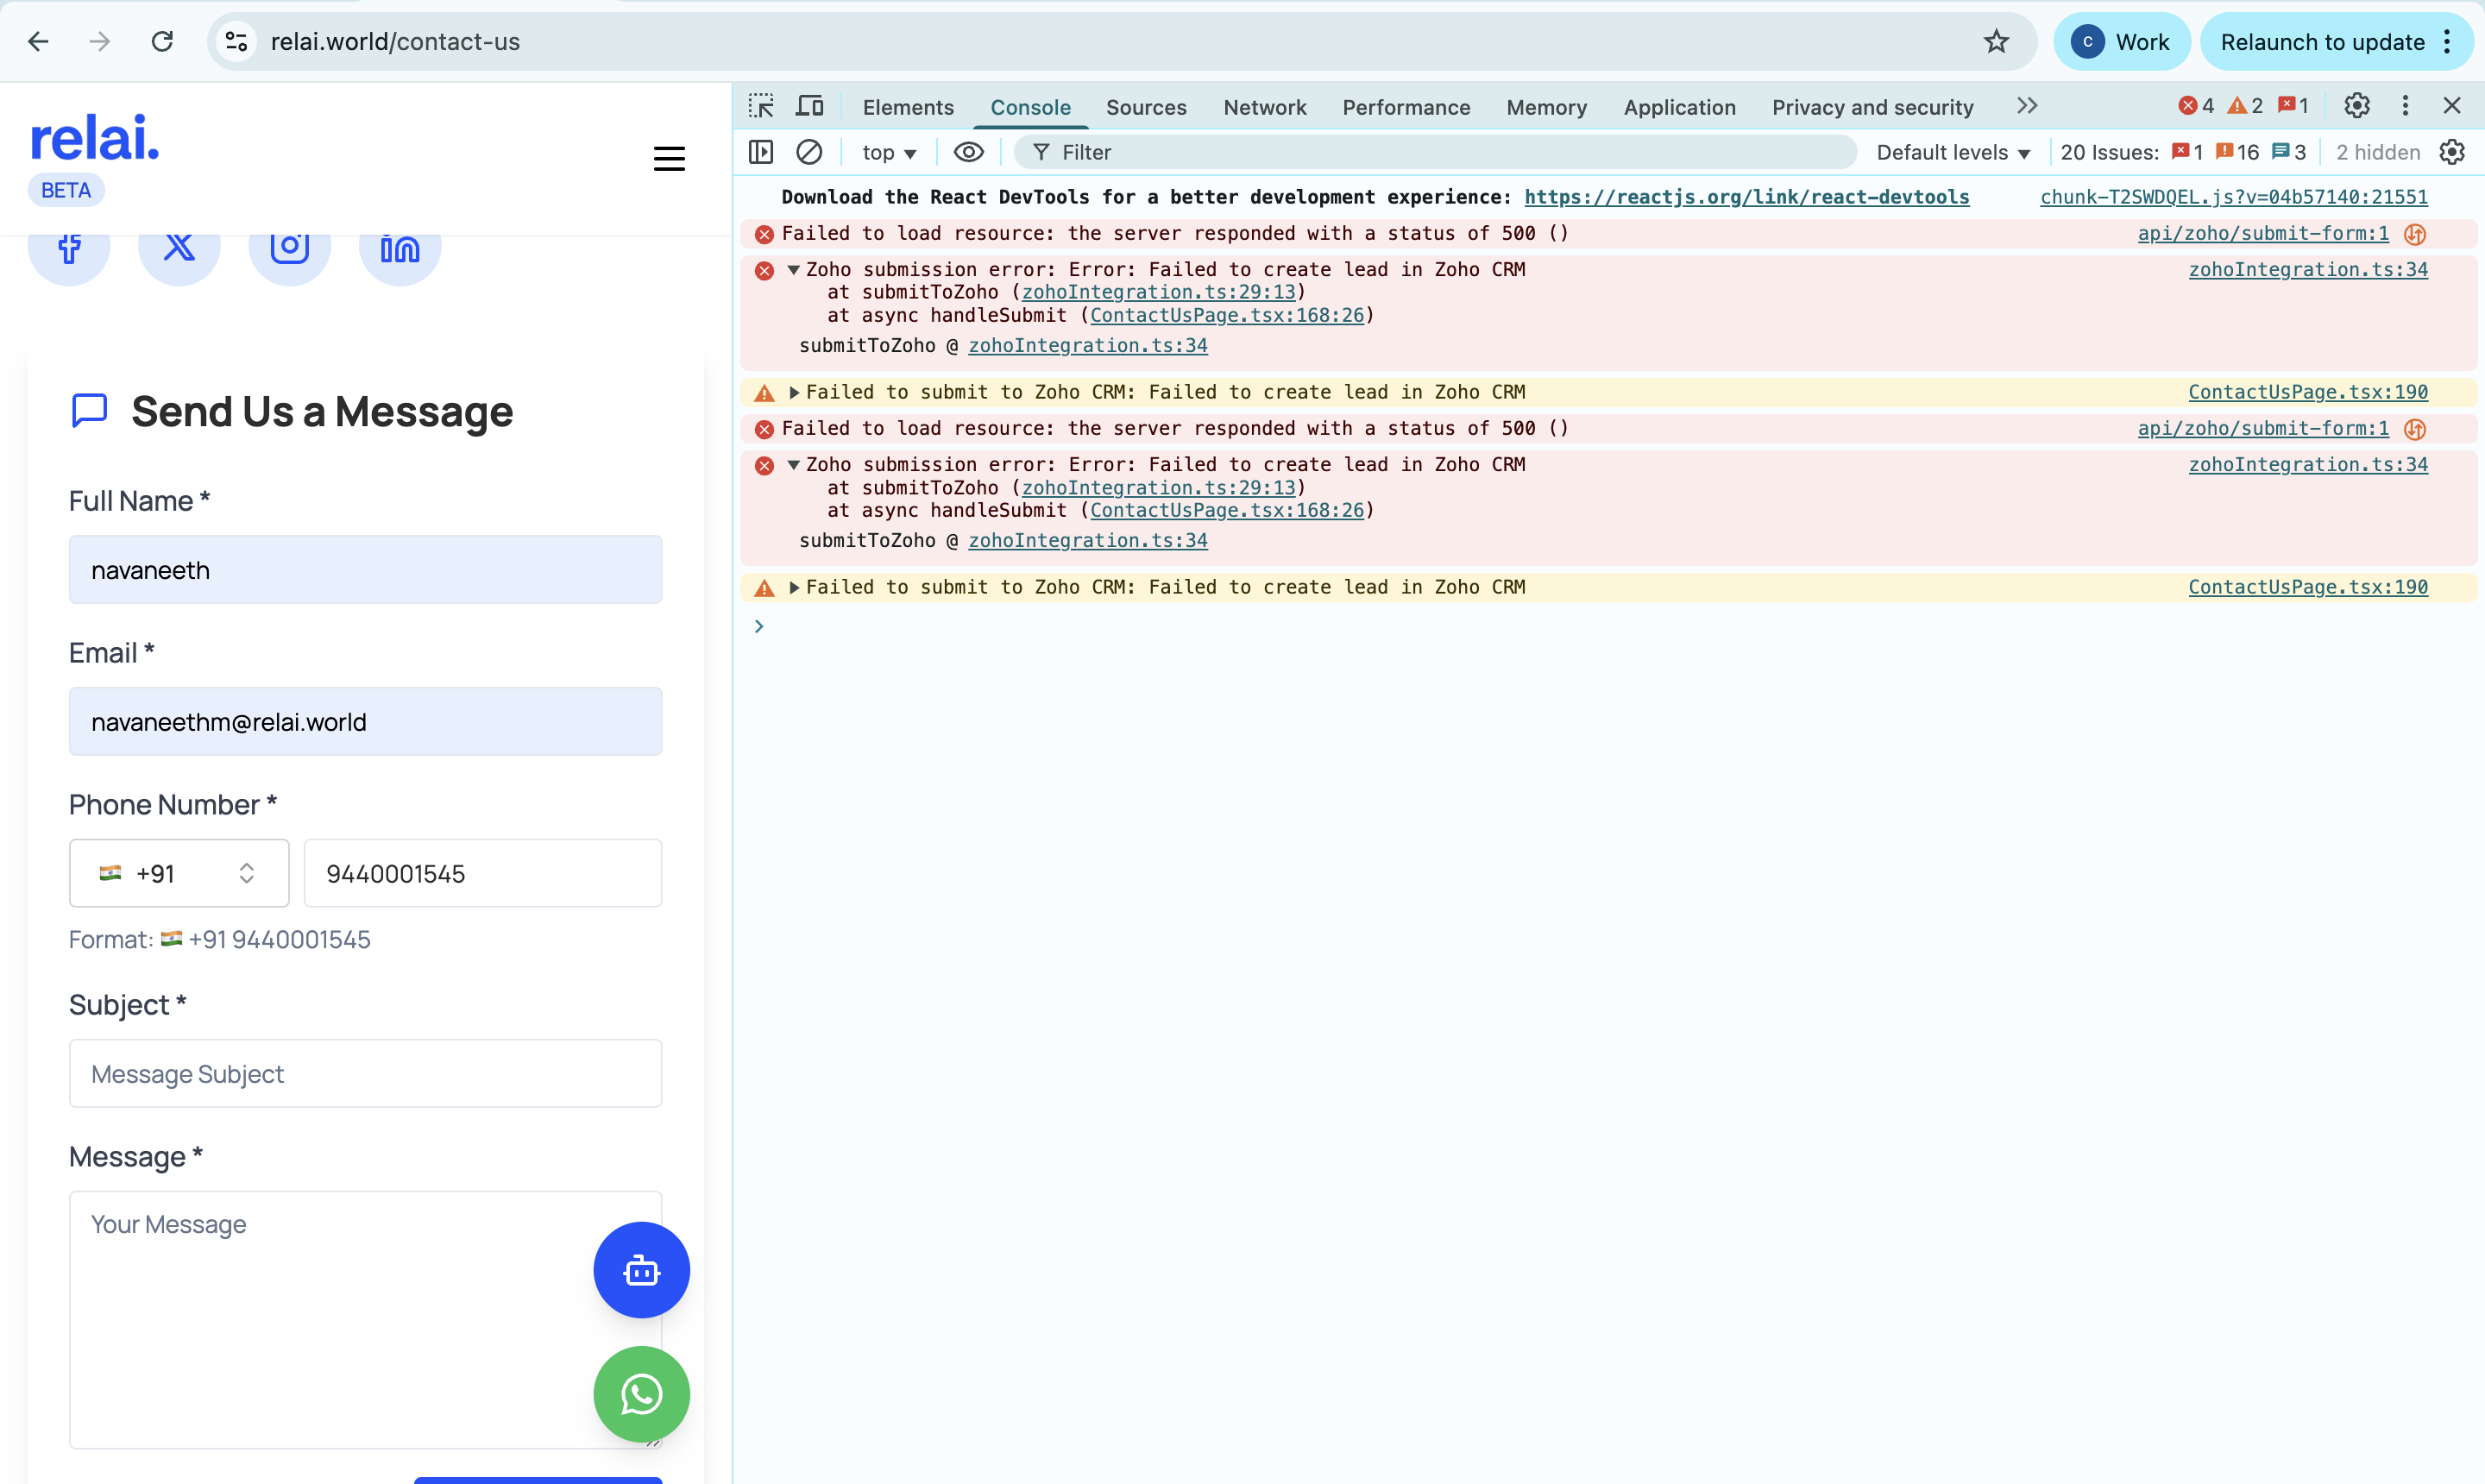 relai.world/contact-us
c Work
Relaunch to update
relai.
BETA
Send Us a Message
Full Name *
navaneeth
Email *
navaneethm@relai.world
Phone Number *
+91
9440001545
Format: 🇮🇳 +91 9440001545
Subject *
Message Subject
Message *
Your Message
Elements Console Sources Network Performance Memory Application Privacy and security 4 2 1
top Filter Default levels 20 Issues: 1 16 3 2 hidden
Download the React DevTools for a better development experience: https://reactjs.org/link/react-devtools chunk-T2SWDQEL.js?v=04b57140:21551
Failed to load resource: the server responded with a status of 500 () api/zoho/submit-form:1
Zoho submission error: Error: Failed to create lead in Zoho CRM zohoIntegration.ts:34
at submitToZoho (zohoIntegration.ts:29:13)
at async handleSubmit (ContactUsPage.tsx:168:26)
submitToZoho @ zohoIntegration.ts:34
Failed to submit to Zoho CRM: Failed to create lead in Zoho CRM ContactUsPage.tsx:190
Failed to load resource: the server responded with a status of 500 () api/zoho/submit-form:1
Zoho submission error: Error: Failed to create lead in Zoho CRM zohoIntegration.ts:34
at submitToZoho (zohoIntegration.ts:29:13)
at async handleSubmit (ContactUsPage.tsx:168:26)
submitToZoho @ zohoIntegration.ts:34
Failed to submit to Zoho CRM: Failed to create lead in Zoho CRM ContactUsPage.tsx:190